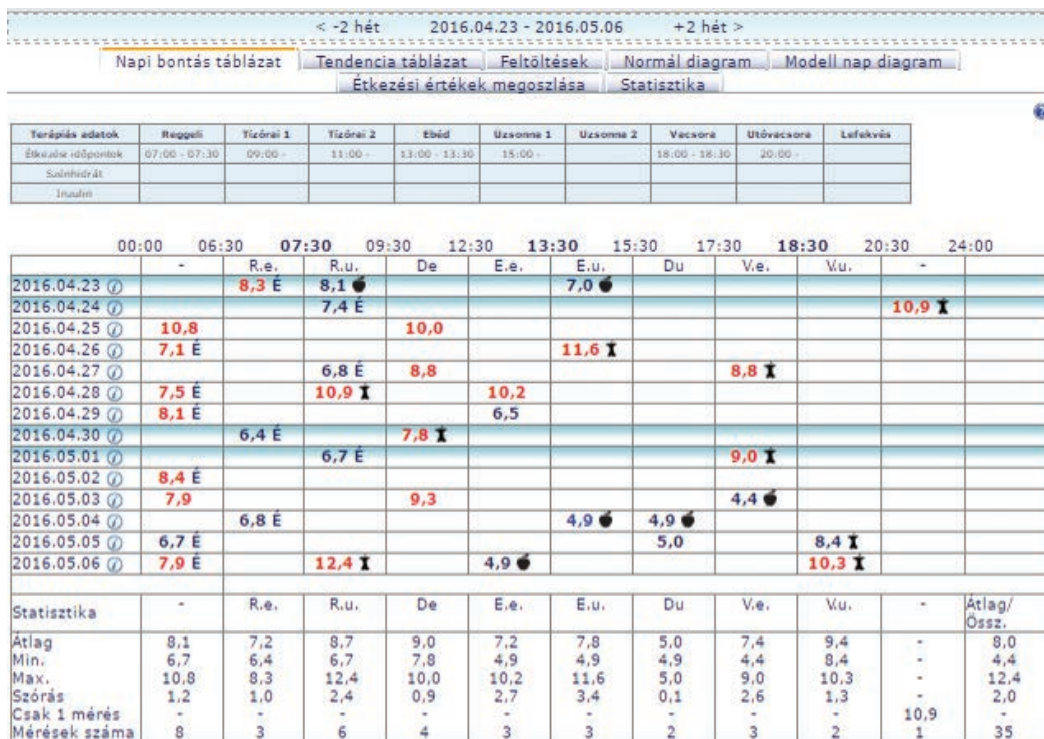 < -2 hét 2016.04.23 - 2016.05.06 +2 hét >
Napi bontás táblázat Tendencia táblázat Feltöltések Normál diagram Modell nap diagram
Étkezési értékek megoszlása Statisztika
Terápiás adatok Reggeli Tízórai 1 Tízórai 2 Ebéd Uzsonna 1 Uzsonna 2 Vacsora Utóvacsora Lefekvés
Étkezése időpontok 07:00 - 07:30 09:00 - 11:00 - 13:00 - 13:30 15:00 - 18:00 - 18:30 20:00 -
Szénhidrát
Inzulin
00:00 06:30 07:30 09:30 12:30 13:30 15:30 17:30 18:30 20:30 24:00
- R.e. R.u. De E.e. E.u. Du V.e. V.u. -
2016.04.23 8,3 É 8,1 7,0
2016.04.24 7,4 É 10,9
2016.04.25 10,8 10,0
2016.04.26 7,1 É 11,6
2016.04.27 6,8 É 8,8 8,8
2016.04.28 7,5 É 10,9 10,2
2016.04.29 8,1 É 6,5
2016.04.30 6,4 É 7,8
2016.05.01 6,7 É 9,0
2016.05.02 8,4 É
2016.05.03 7,9 9,3 4,4
2016.05.04 6,8 É 4,9 4,9
2016.05.05 6,7 É 5,0 8,4
2016.05.06 7,9 É 12,4 4,9 10,3
Statisztika - R.e. R.u. De E.e. E.u. Du V.e. V.u. - Átlag/
Össz.
Átlag 8,1 7,2 8,7 9,0 7,2 7,8 5,0 7,4 9,4 - 8,0
Min. 6,7 6,4 6,7 7,8 4,9 4,9 4,9 4,4 8,4 - 4,4
Max. 10,8 8,3 12,4 10,0 10,2 11,6 5,0 9,0 10,3 - 12,4
Szórás 1,2 1,0 2,4 0,9 2,7 3,4 0,1 2,6 1,3 - 2,0
Csak 1 mérés - - - - - - - - - 10,9 -
Mérések száma 8 3 6 4 3 3 2 3 2 1 35